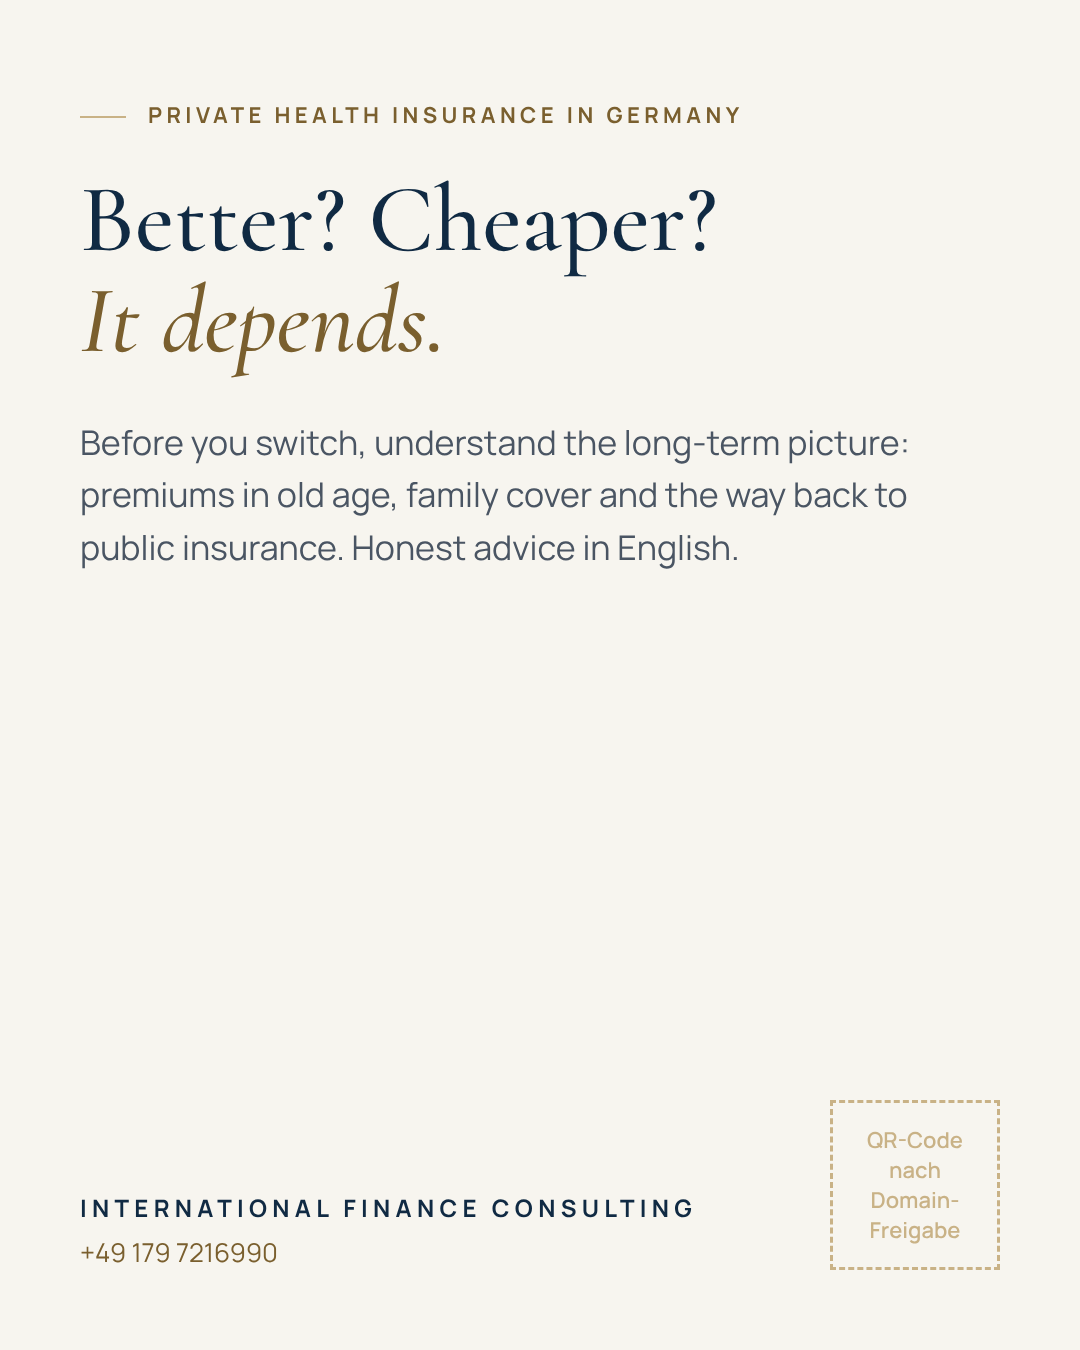 PRIVATE HEALTH INSURANCE IN GERMANY
Better? Cheaper?
It depends.
Before you switch, understand the long-term picture:
premiums in old age, family cover and the way back to
public insurance. Honest advice in English.
INTERNATIONAL FINANCE CONSULTING
+49 179 7216990
QR-Code
nach
Domain-
Freigabe